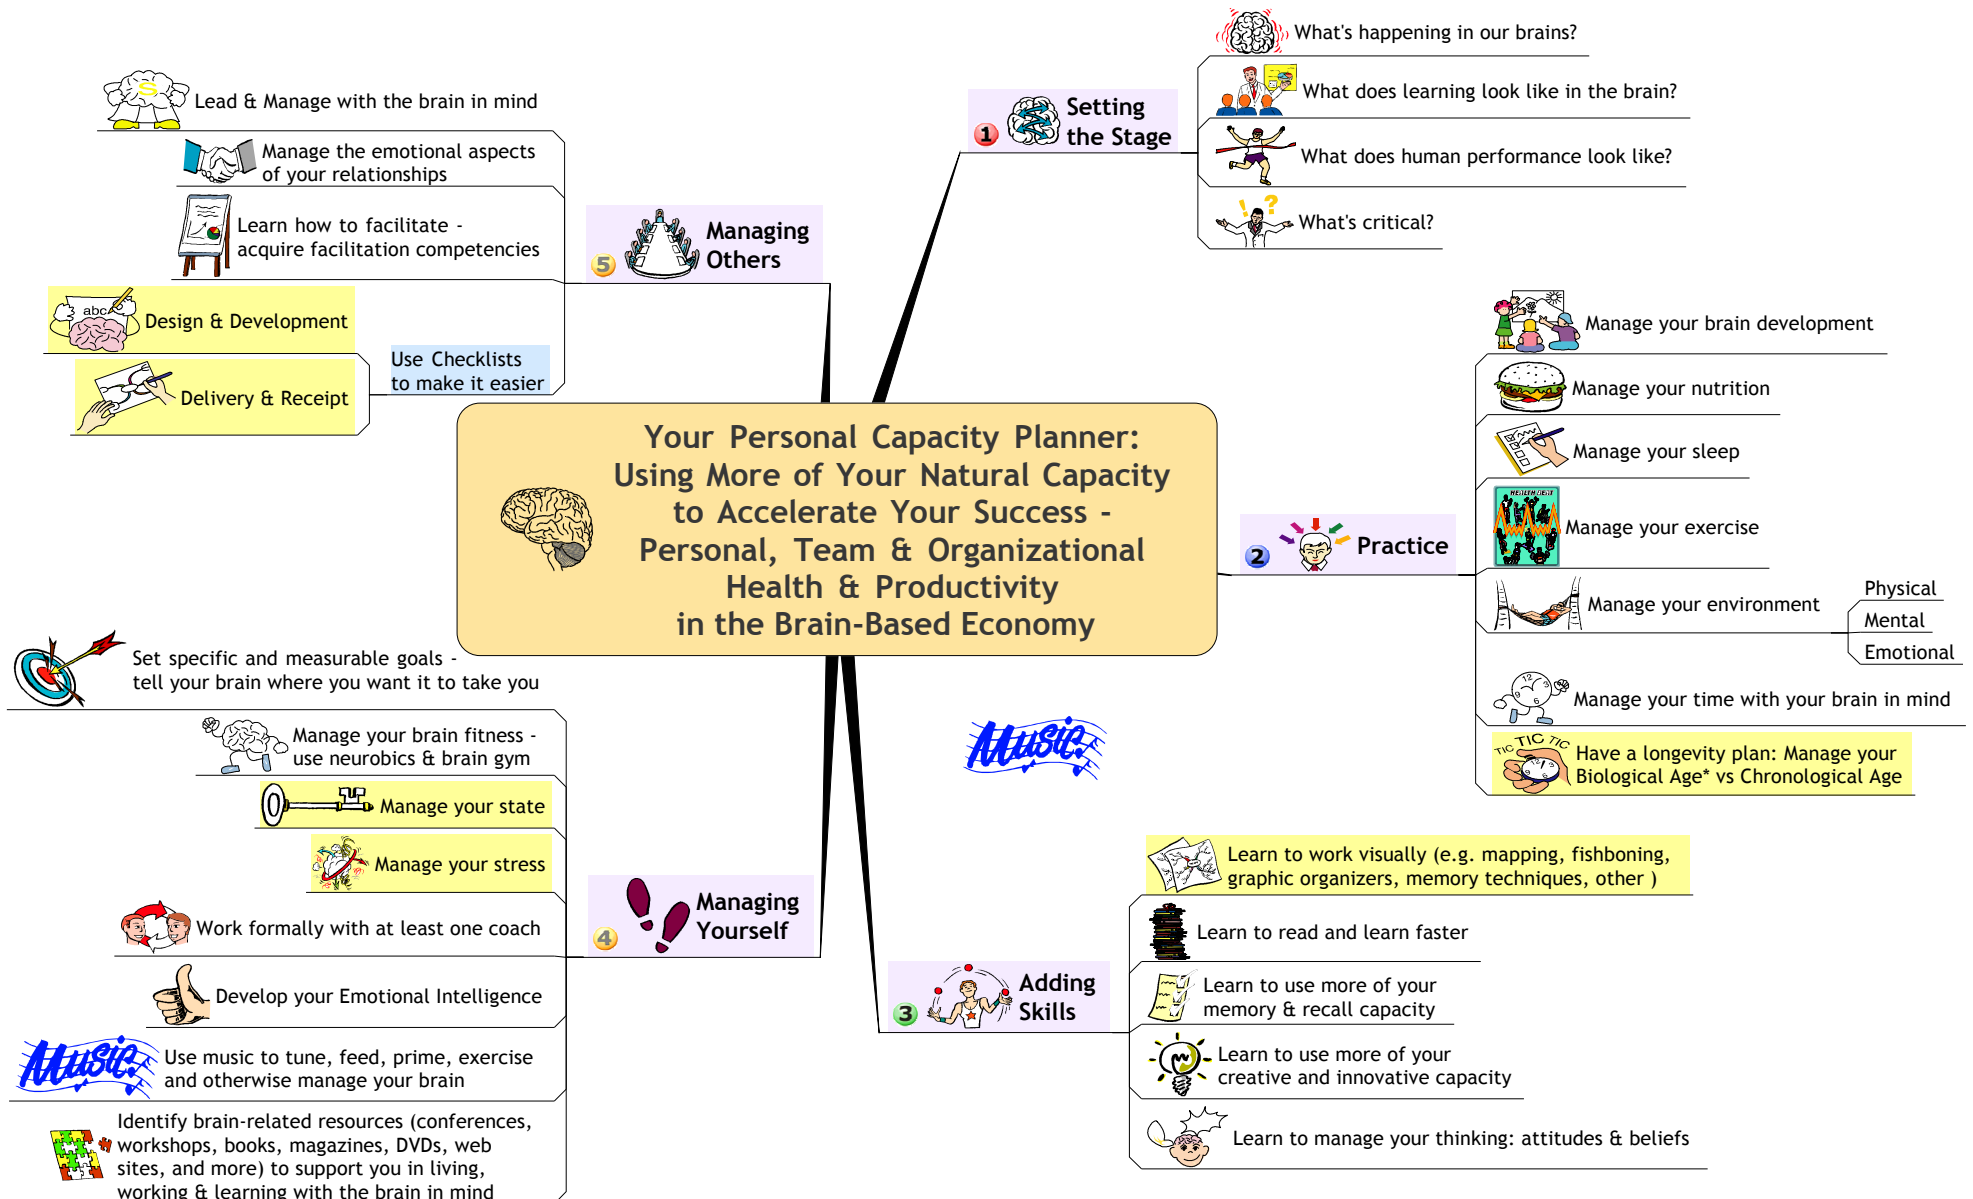 Your Personal Capacity Planner:
Using More of Your Natural Capacity
to Accelerate Your Success -
Personal, Team & Organizational
Health & Productivity
in the Brain-Based Economy
1
Setting
the Stage
What's happening in our brains?
What does learning look like in the brain?
What does human performance look like?
What's critical?
2
Practice
Manage your brain development
Manage your nutrition
Manage your sleep
HEALTH BEAT
Manage your exercise
Manage your environment
Physical
Mental
Emotional
12
3
6
Manage your time with your brain in mind
TIC TIC TIC
Have a longevity plan: Manage your
Biological Age* vs Chronological Age
3
Adding
Skills
Learn to work visually (e.g. mapping, fishboning,
graphic organizers, memory techniques, other )
Learn to read and learn faster
Learn to use more of your
memory & recall capacity
Learn to use more of your
creative and innovative capacity
Learn to manage your thinking: attitudes & beliefs
4
Managing
Yourself
Set specific and measurable goals -
tell your brain where you want it to take you
Manage your brain fitness -
use neurobics & brain gym
Manage your state
Manage your stress
Work formally with at least one coach
Develop your Emotional Intelligence
Music
Use music to tune, feed, prime, exercise
and otherwise manage your brain
Identify brain-related resources (conferences,
workshops, books, magazines, DVDs, web
sites, and more) to support you in living,
working & learning with the brain in mind
5
Managing
Others
S
Lead & Manage with the brain in mind
Manage the emotional aspects
of your relationships
Learn how to facilitate -
acquire facilitation competencies
Use Checklists
to make it easier
abc
Design & Development
Delivery & Receipt
Music